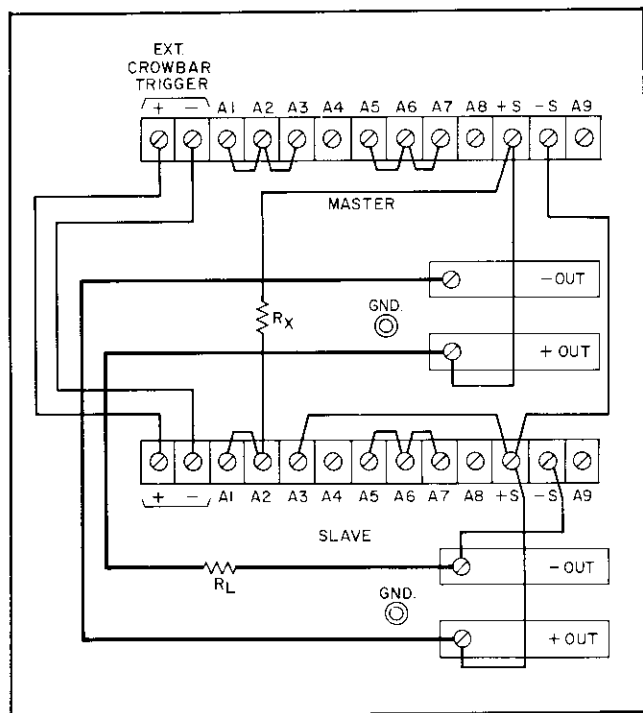 EXT.
CROWBAR
TRIGGER
+ − A1 A2 A3 A4 A5 A6 A7 A8 +S −S A9
MASTER
−OUT
GND.
RX
+OUT
+ − A1 A2 A3 A4 A5 A6 A7 A8 +S −S A9
SLAVE
−OUT
RL
GND.
+OUT